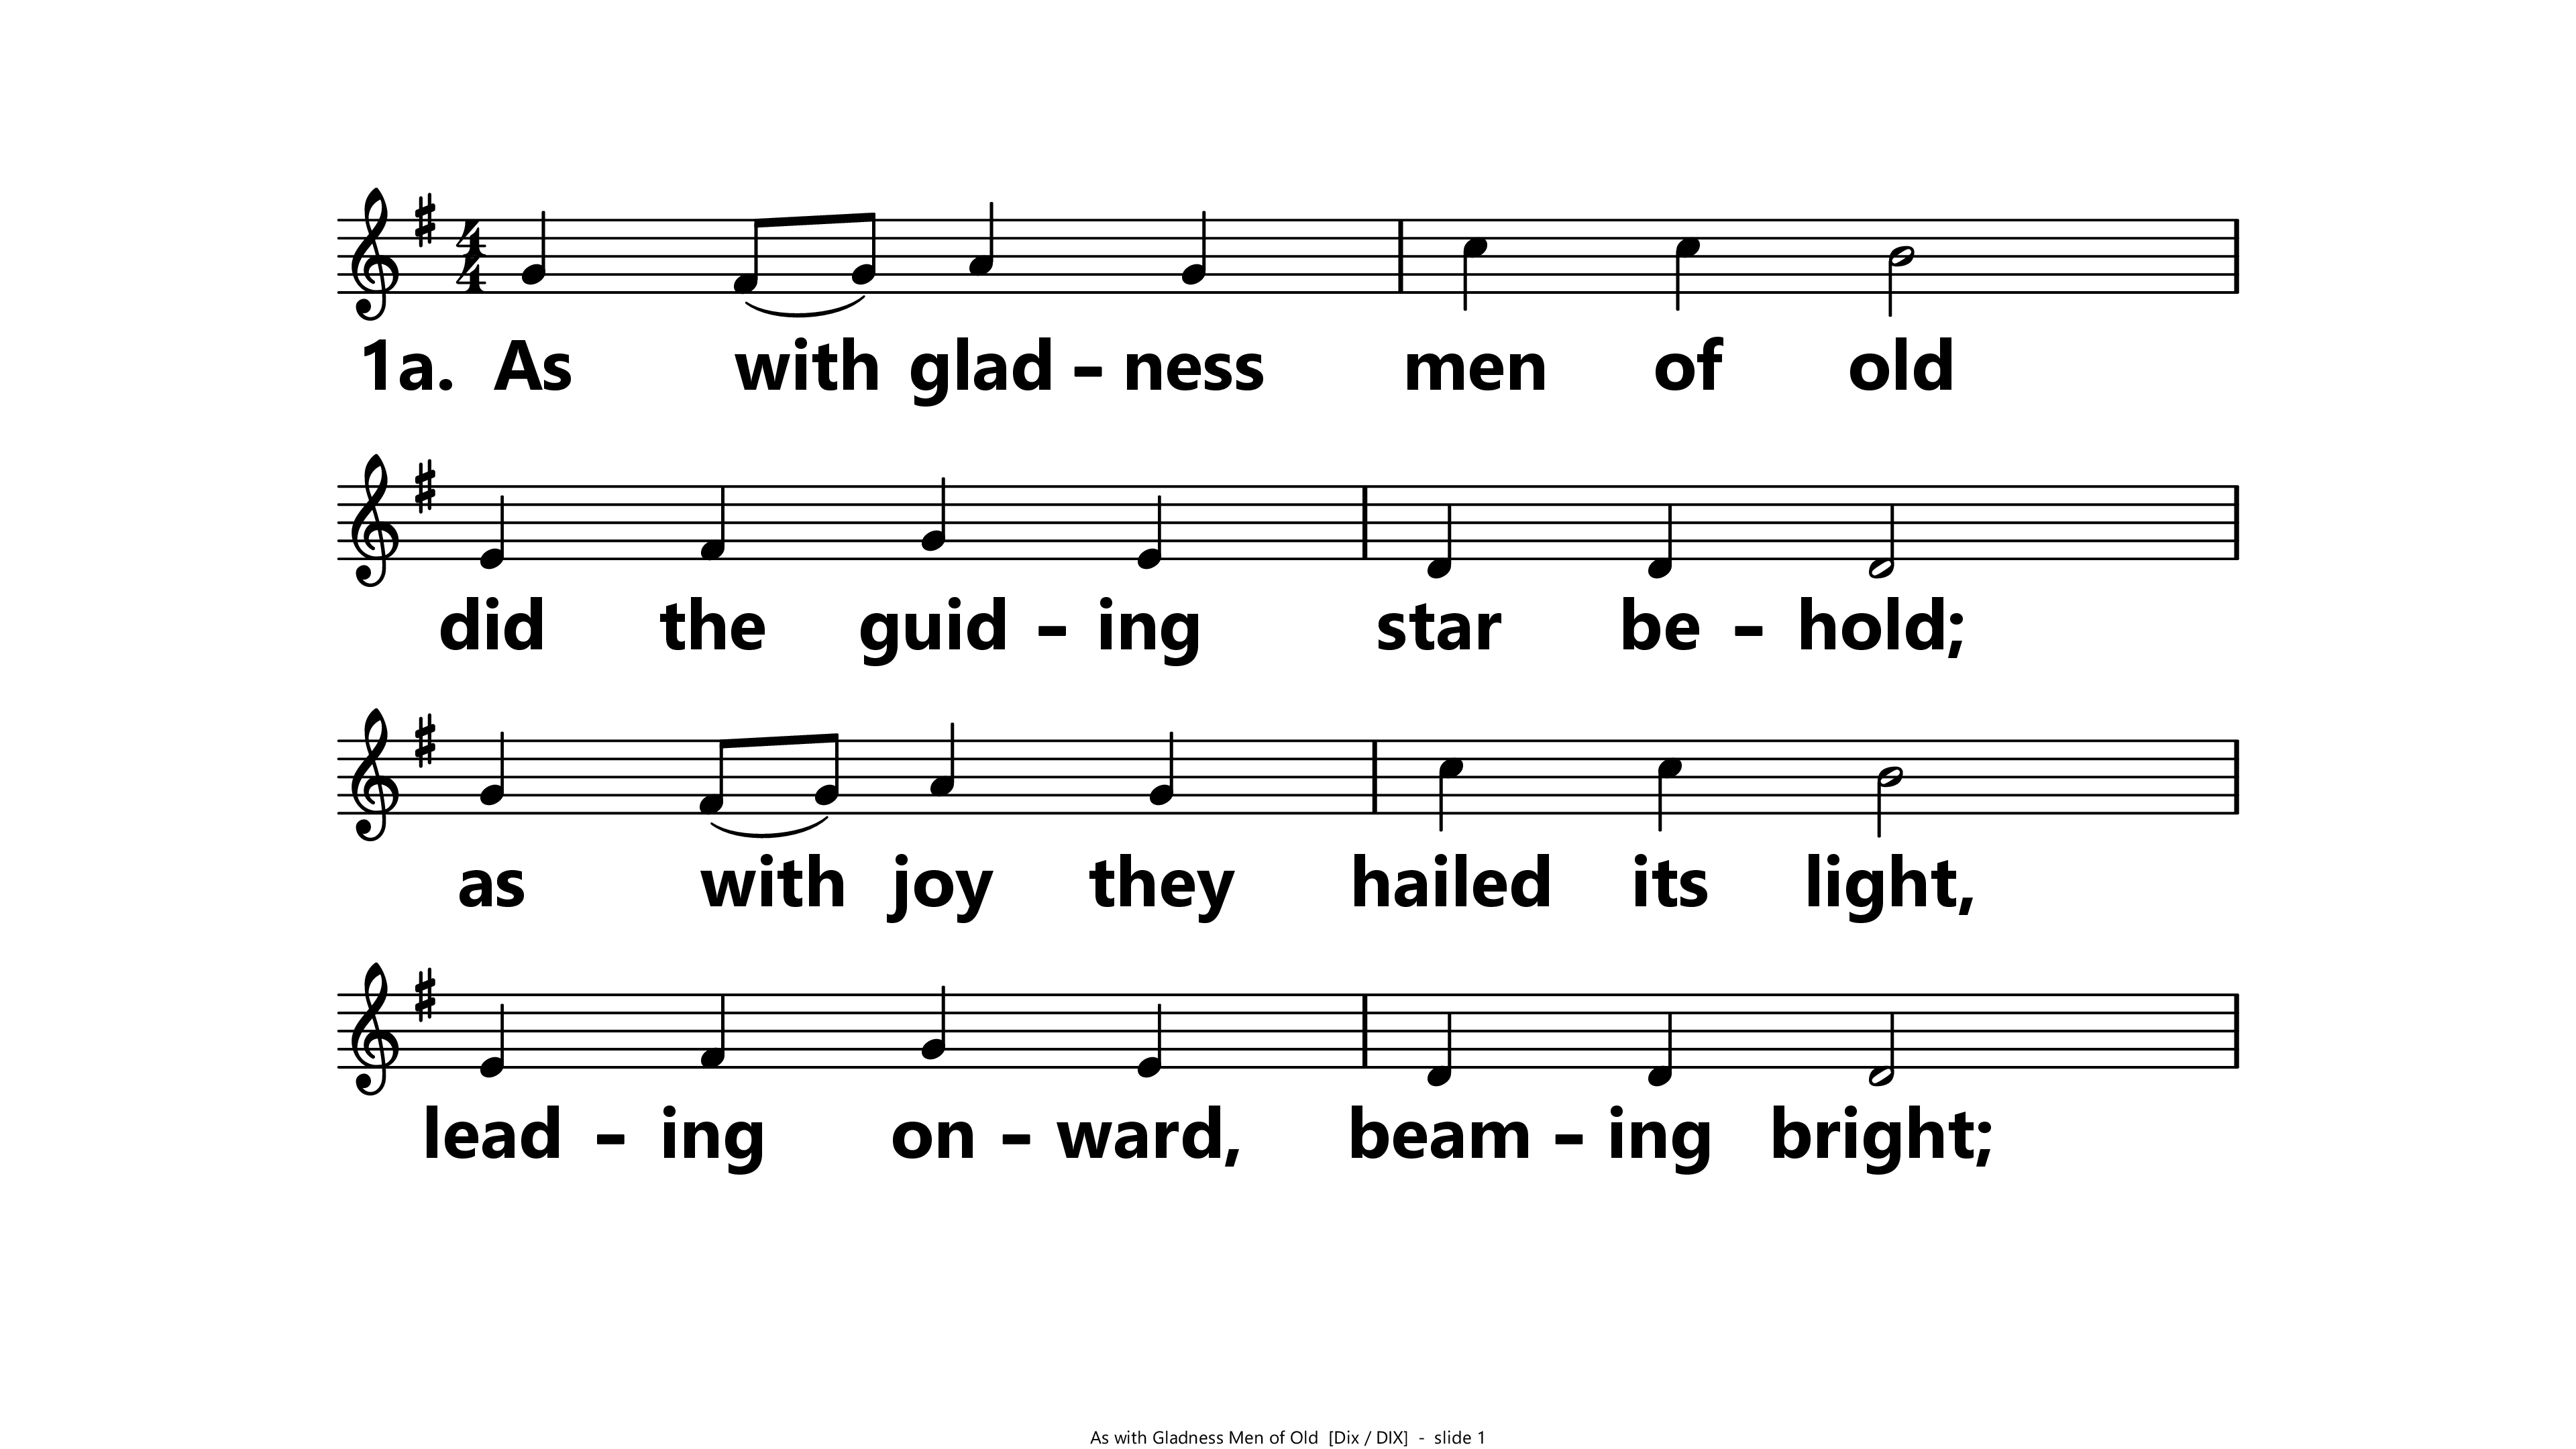 1a. As with glad - ness men of old
did the guid - ing star be - hold;
as with joy they hailed its light,
lead - ing on - ward, beam - ing bright;
As with Gladness Men of Old [Dix / DIX] - slide 1